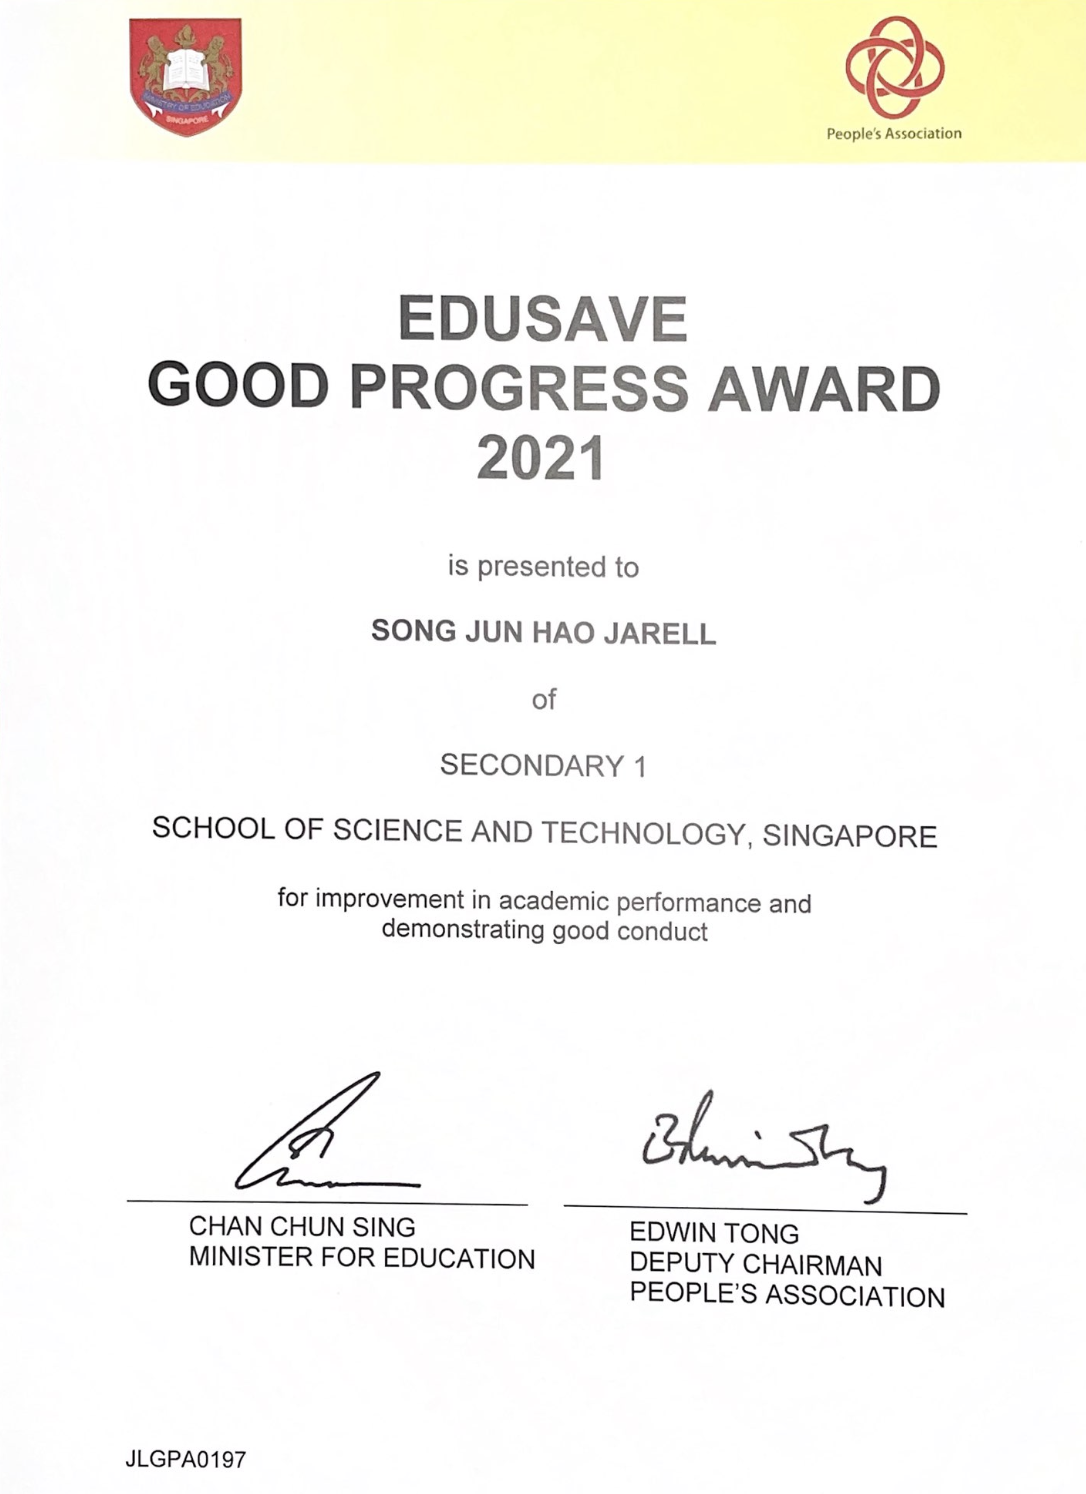 MINISTRY OF EDUCATION
SINGAPORE
People's Association
EDUSAVE
GOOD PROGRESS AWARD
2021
is presented to
SONG JUN HAO JARELL
of
SECONDARY 1
SCHOOL OF SCIENCE AND TECHNOLOGY, SINGAPORE
for improvement in academic performance and
demonstrating good conduct
CHAN CHUN SING
MINISTER FOR EDUCATION
EDWIN TONG
DEPUTY CHAIRMAN
PEOPLE'S ASSOCIATION
JLGPA0197